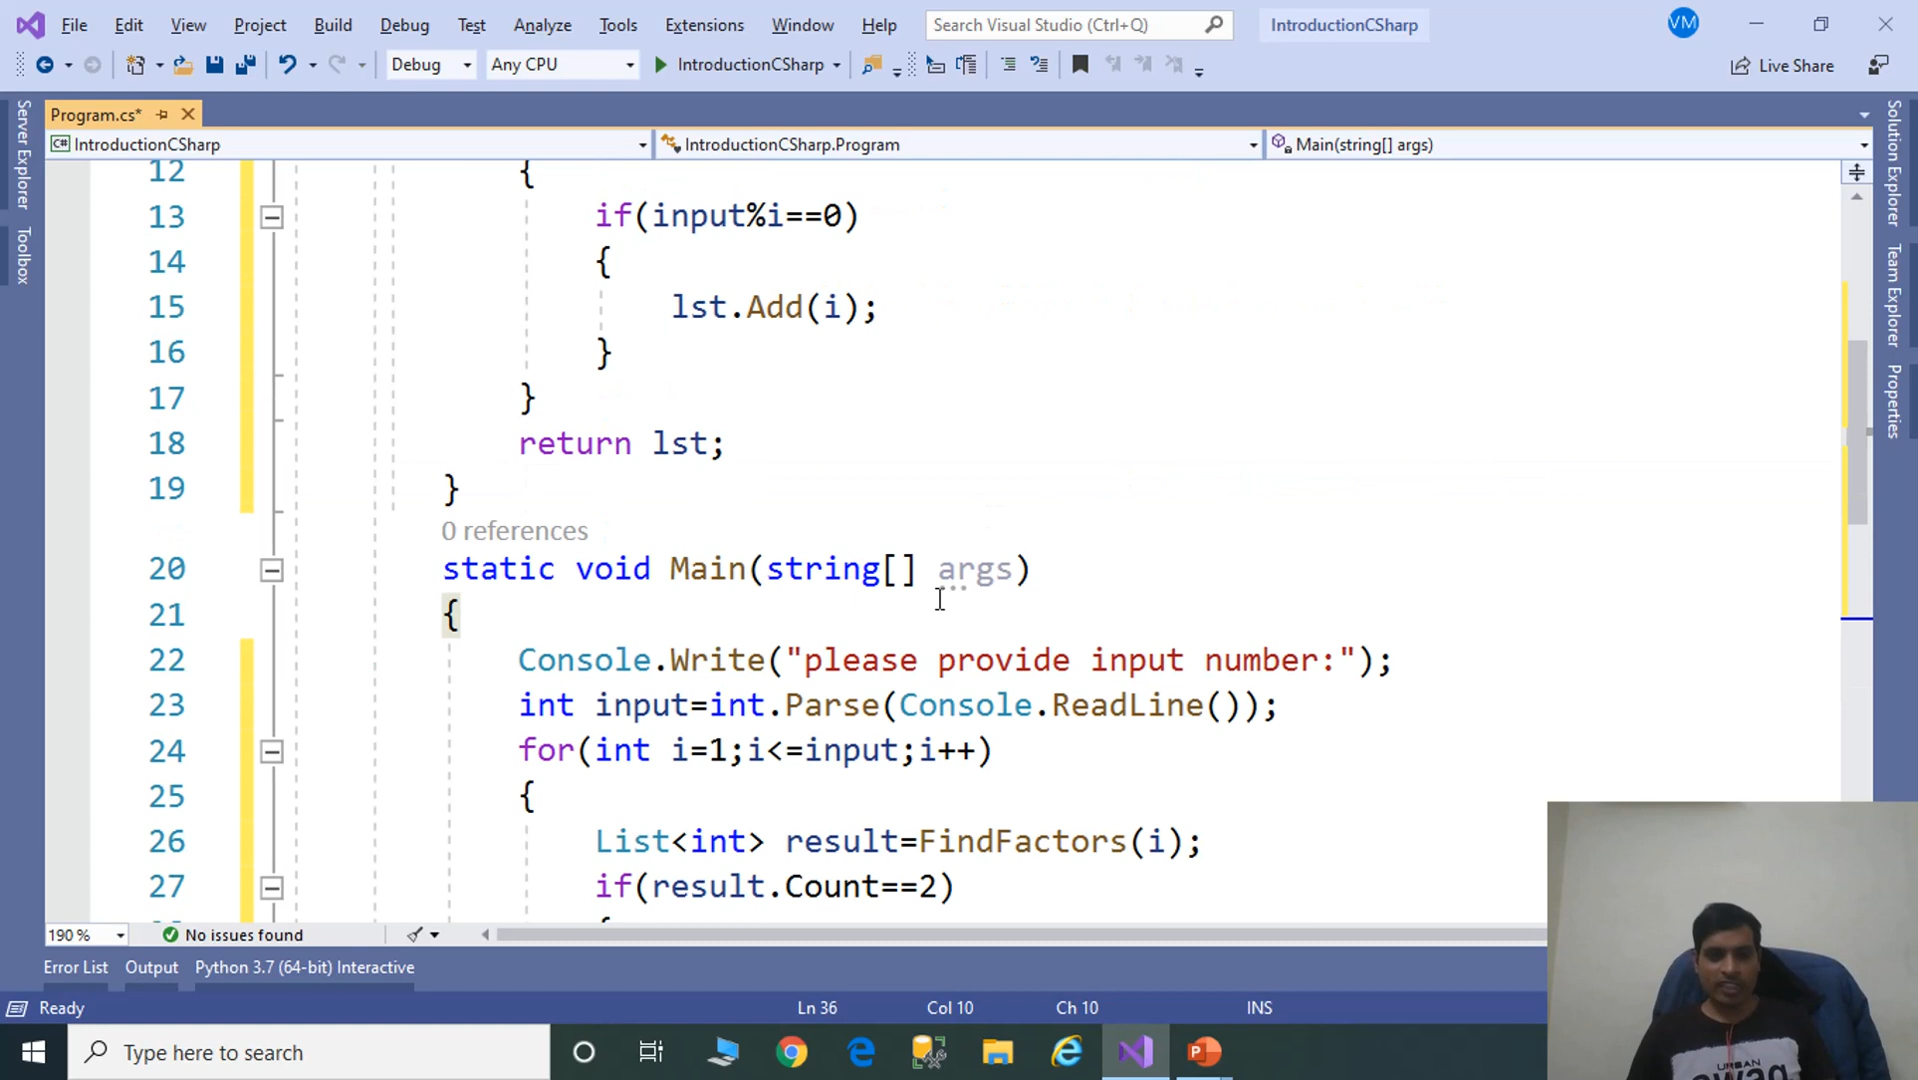 File Edit View Project Build Debug Test Analyze Tools Extensions Window Help Search Visual Studio (Ctrl+Q) IntroductionCSharp VM
Debug Any CPU IntroductionCSharp Live Share
Program.cs*
IntroductionCSharp IntroductionCSharp.Program Main(string[] args)
Server Explorer
Toolbox
Solution Explorer
Team Explorer
Properties
12 {
13 if(input%i==0)
14 {
15 lst.Add(i);
16 }
17 }
18 return lst;
19 }
0 references
20 static void Main(string[] args)
21 {
22 Console.Write("please provide input number:");
23 int input=int.Parse(Console.ReadLine());
24 for(int i=1;i<=input;i++)
25 {
26 List<int> result=FindFactors(i);
27 if(result.Count==2)
190 % No issues found
Error List Output Python 3.7 (64-bit) Interactive
Ready Ln 36 Col 10 Ch 10 INS
Type here to search
URBAN